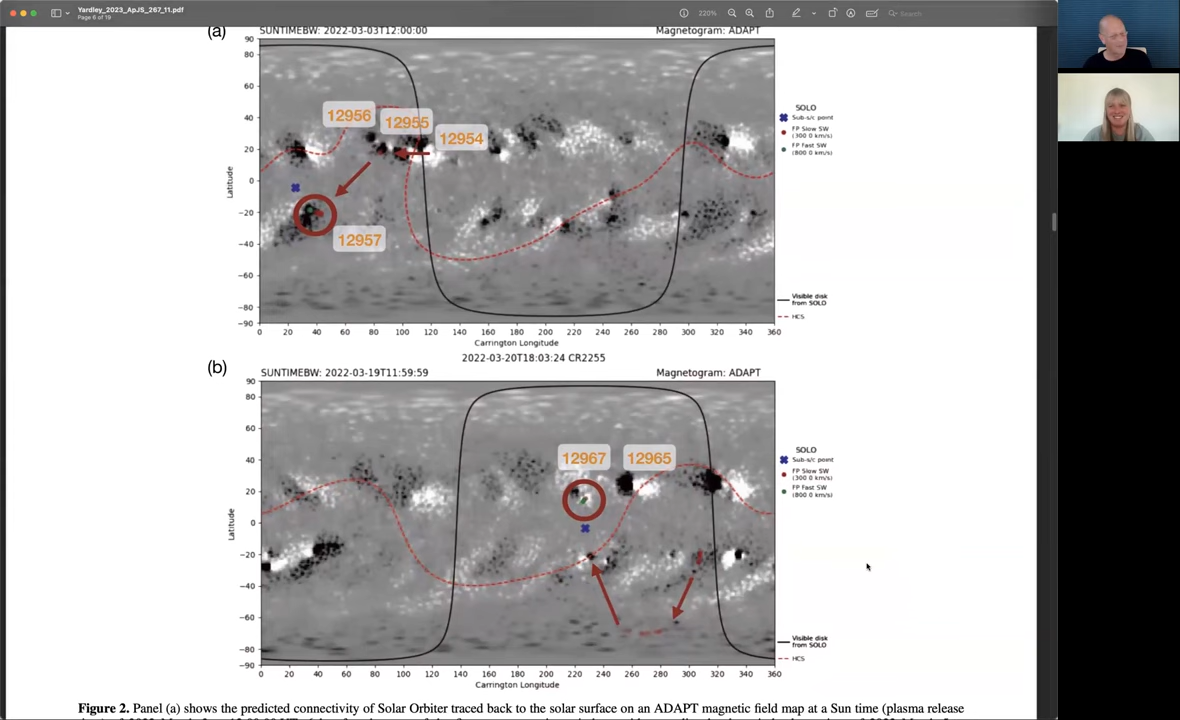 Yardley_2023_ApJS_267_11.pdf
Page 6 of 19
220%
Search
(a)
SUNTIMEBW: 2022-03-03T12:00:00
Magnetogram: ADAPT
90
80
60
40
20
0
−20
−40
−60
−80
−90
Latitude
12956
12955
12954
12957
SOLO
Sub-s/c point
FP Slow SW
(300 0 km/s)
FP Fast SW
(800 0 km/s)
Visible disk
from SOLO
HCS
0 20 40 60 80 100 120 140 160 180 200 220 240 260 280 300 320 340 360
Carrington Longitude
2022-03-20T18:03:24 CR2255
(b)
SUNTIMEBW: 2022-03-19T11:59:59
Magnetogram: ADAPT
90
80
60
40
20
0
−20
−40
−60
−80
−90
Latitude
12967
12965
SOLO
Sub-s/c point
FP Slow SW
(300 0 km/s)
FP Fast SW
(800 0 km/s)
Visible disk
from SOLO
HCS
0 20 40 60 80 100 120 140 160 180 200 220 240 260 280 300 320 340 360
Carrington Longitude
Figure 2. Panel (a) shows the predicted connectivity of Solar Orbiter traced back to the solar surface on an ADAPT magnetic field map at a Sun time (plasma release